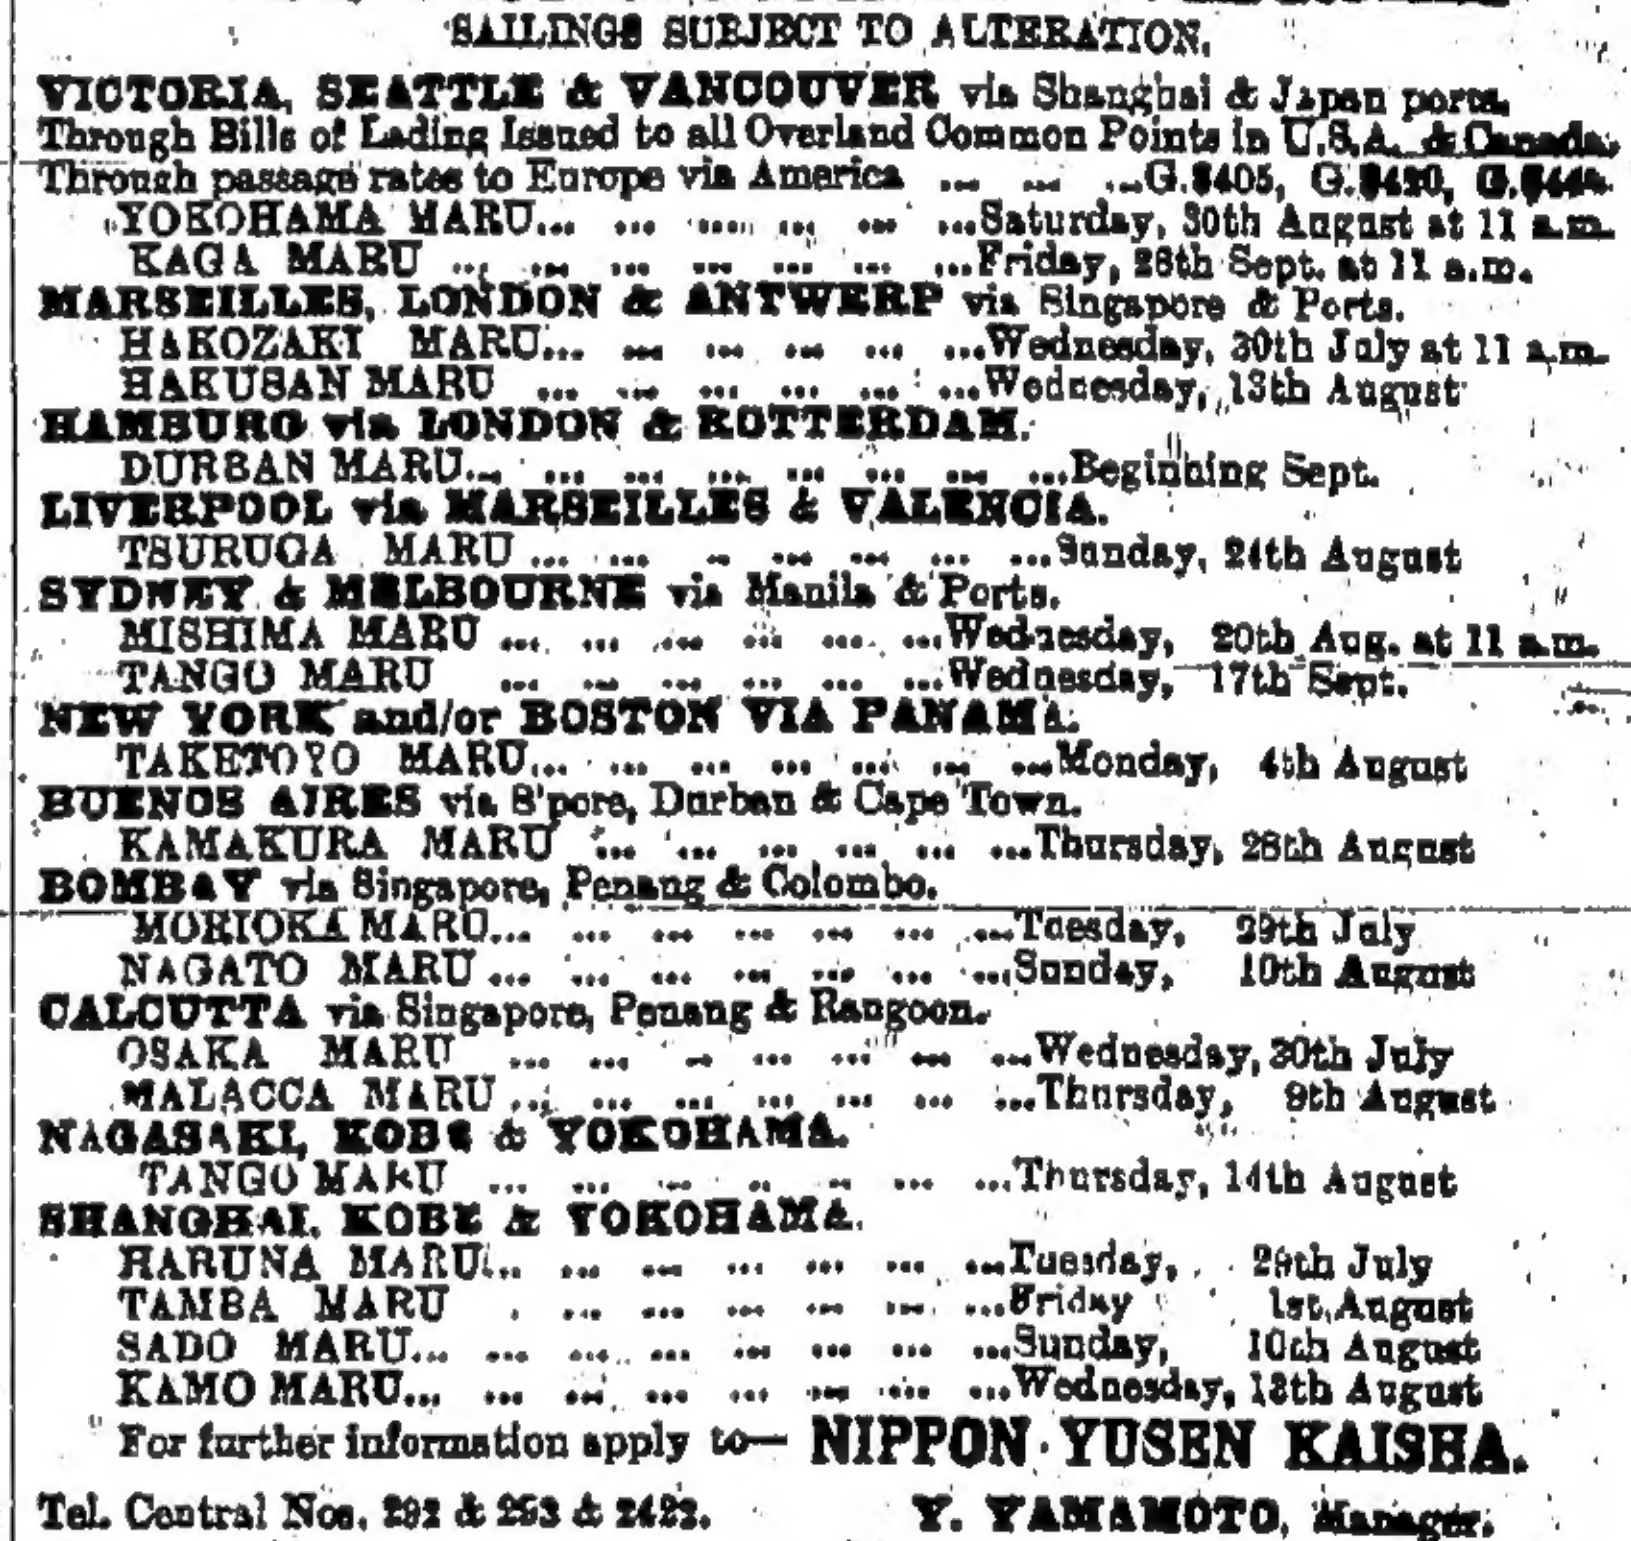 SAILINGS SUBJECT TO ALTERATION.
VICTORIA, SEATTLE & VANCOUVER via Shanghai & Japan ports.
Through Bills of Lading Issued to all Overland Common Points in U.S.A. & Canada.
Through passage rates to Europe via America ... ... ...G.$405, G.$420,
YOKOHAMA MARU... ... ... ... ... ...Saturday, 30th August at 11 a.m.
KAGA MARU ... ... ... ... ... ... ...Friday, 26th Sept. at 11 a.m.
MARSEILLES, LONDON & ANTWERP via Singapore & Ports.
HAKOZAKI MARU... ... ... ... ... ...Wednesday, 30th July at 11 a.m.
HAKUSAN MARU ... ... ... ... ... ...Wednesday, 13th August
HAMBURG via LONDON & ROTTERDAM.
DURBAN MARU... ... ... ... ... ... ... ...Beginning Sept.
LIVERPOOL via MARSEILLES & VALENCIA.
TSURUGA MARU ... ... ... ... ... ... ...Sunday, 24th August
SYDNEY & MELBOURNE via Manila & Ports.
MISHIMA MARU ... ... ... ... ... ...Wednesday, 20th Aug. at 11 a.m.
TANGO MARU ... ... ... ... ... ...Wednesday, 17th Sept.
NEW YORK and/or BOSTON VIA PANAMA.
TAKETOYO MARU... ... ... ... ... ... ...Monday, 4th August
BUENOS AIRES via S'pore, Durban & Cape Town.
KAMAKURA MARU ... ... ... ... ... ...Thursday, 28th August
BOMBAY via Singapore, Penang & Colombo.
MORIOKA MARU... ... ... ... ... ... ...Tuesday, 29th July
NAGATO MARU... ... ... ... ... ... ...Sunday, 10th August
CALCUTTA via Singapore, Penang & Rangoon.
OSAKA MARU ... ... ... ... ... ... ...Wednesday, 30th July
MALACCA MARU ... ... ... ... ... ... ...Thursday, 9th August
NAGASAKI, KOBE & YOKOHAMA.
TANGO MARU ... ... ... ... ... ... ...Thursday, 14th August
SHANGHAI, KOBE & YOKOHAMA.
HARUNA MARU... ... ... ... ... ... ...Tuesday, 29th July
TAMBA MARU . ... ... ... ... ... ...Friday 1st, August
SADO MARU... ... ... ... ... ... ... ...Sunday, 10th August
KAMO MARU... ... ... ... ... ... ... ...Wednesday, 13th August
For further information apply to— NIPPON YUSEN KAISHA.
Tel. Central Nos. 292 & 293 & 2422. Y. YAMAMOTO, Manager.